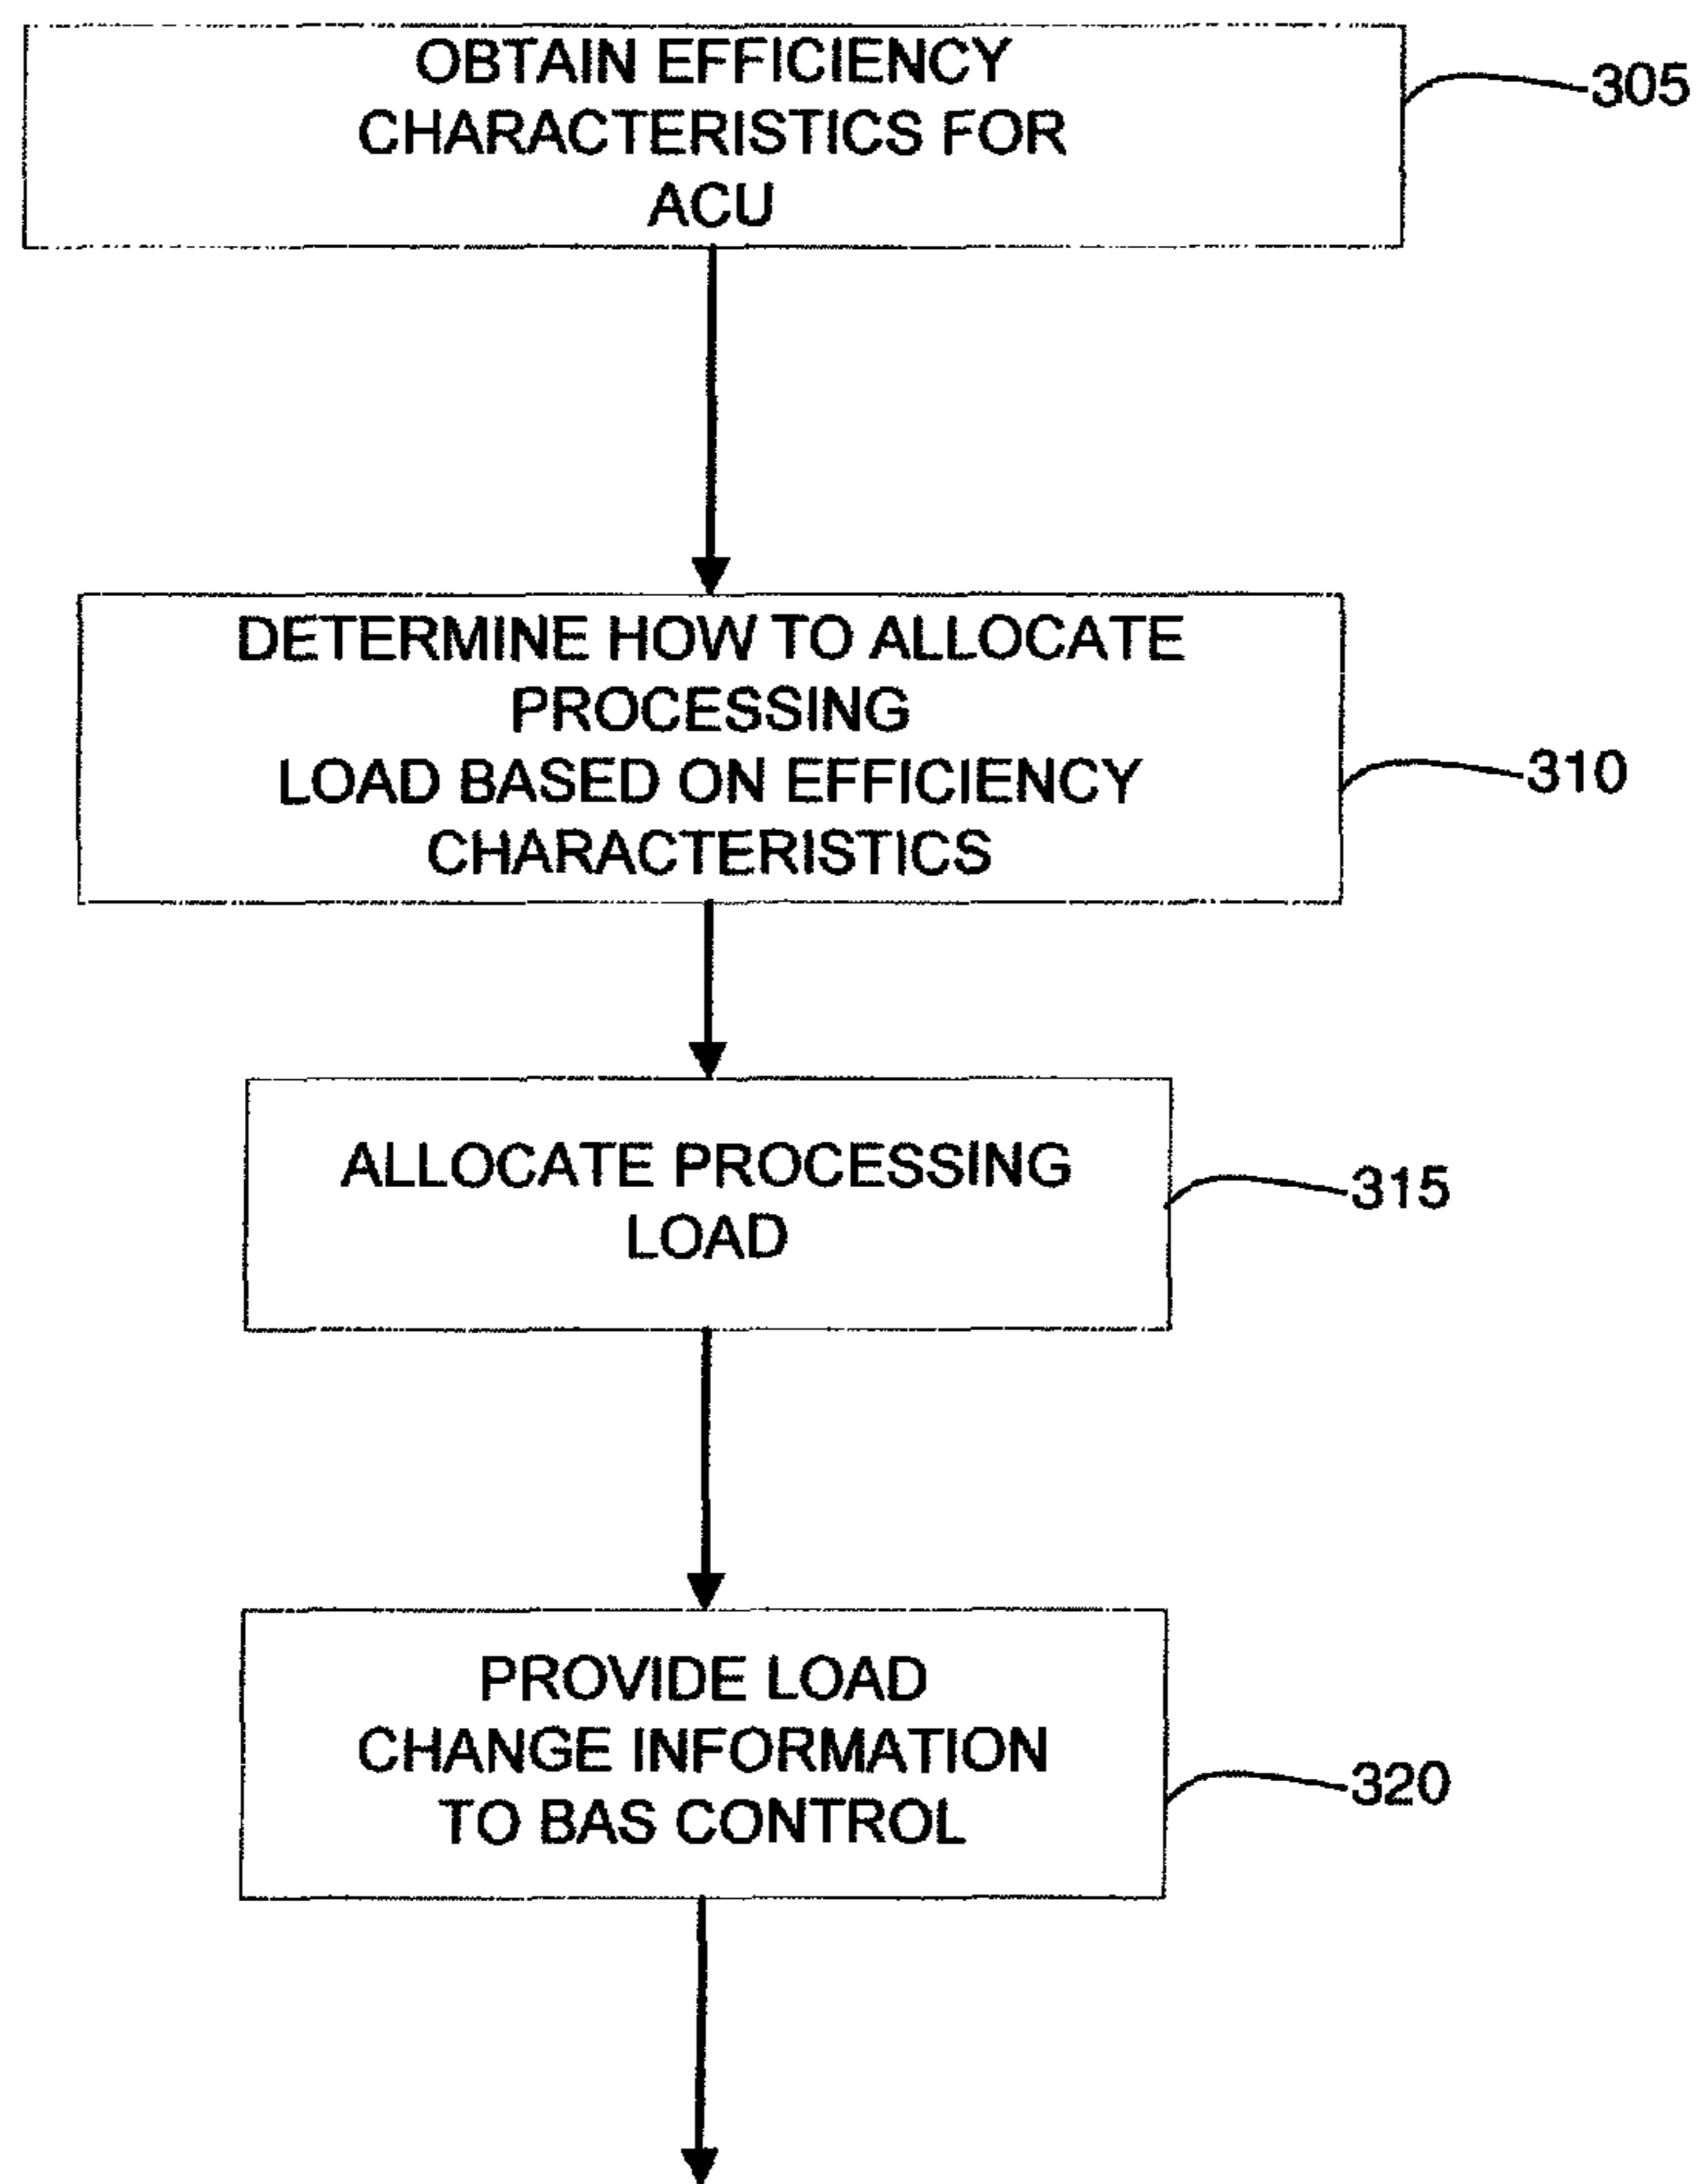 OBTAIN EFFICIENCY
CHARACTERISTICS FOR
ACU
305
DETERMINE HOW TO ALLOCATE
PROCESSING
LOAD BASED ON EFFICIENCY
CHARACTERISTICS
310
ALLOCATE PROCESSING
LOAD
315
PROVIDE LOAD
CHANGE INFORMATION
TO BAS CONTROL
320